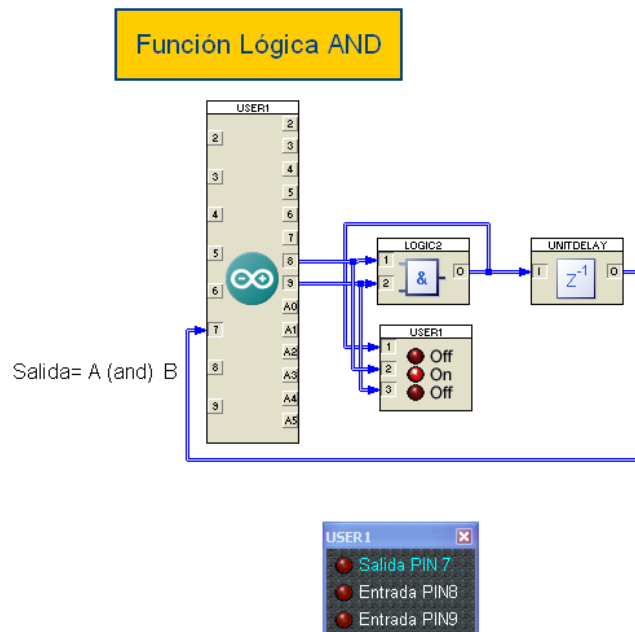 Función Lógica AND
USER1
2
3
4
5
6
7
8
9
A0
A1
A2
A3
A4
A5
2
3
4
5
6
7
8
9
LOGIC2
1
2
&
O
UNITDELAY
I
Z-1
O
USER1
1
2
3
Off
On
Off
Salida= A (and) B
USER1
Salida PIN 7
Entrada PIN8
Entrada PIN9